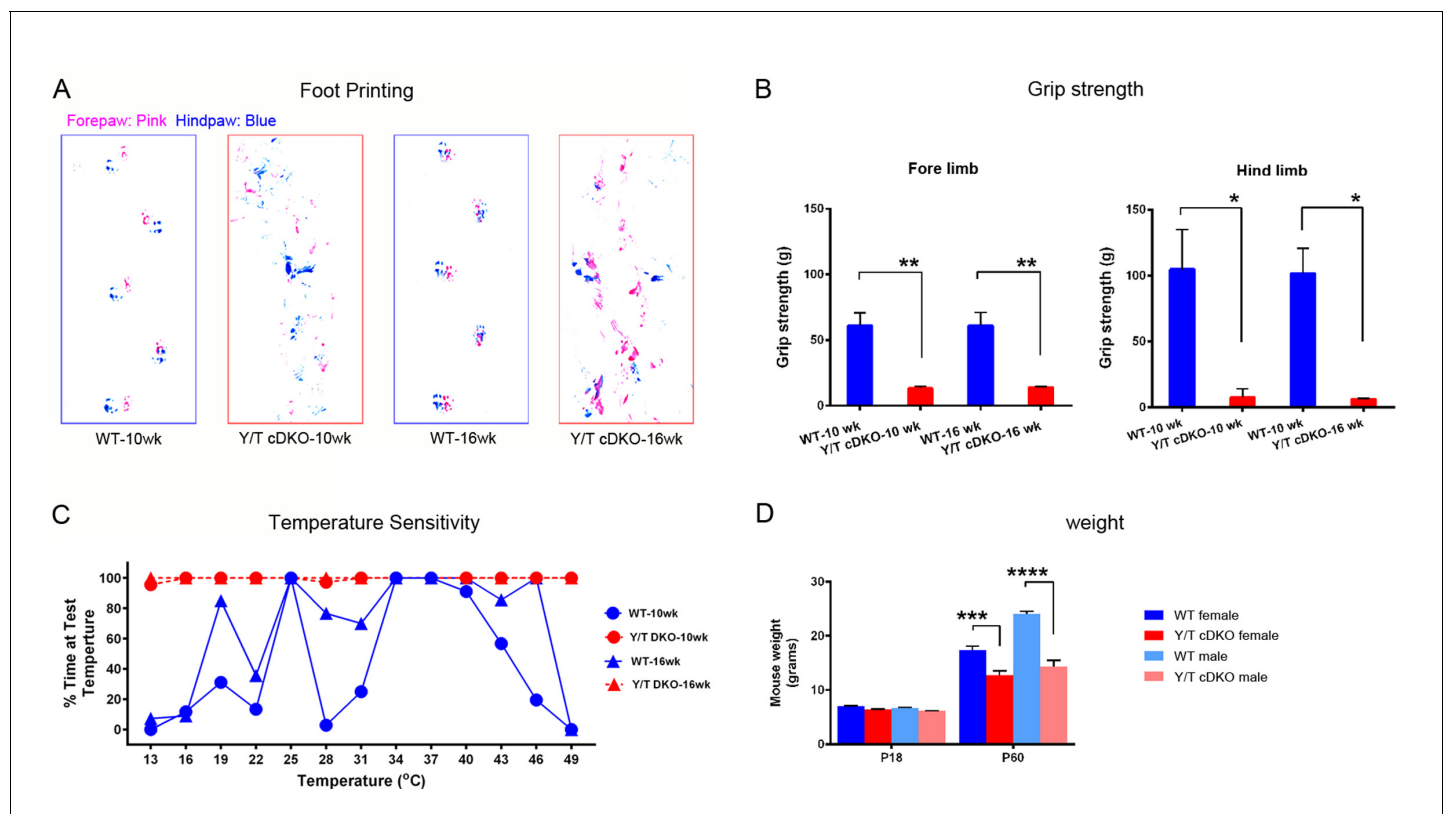 A
Foot Printing
Forepaw: Pink Hindpaw: Blue
WT-10wk
Y/T cDKO-10wk
WT-16wk
Y/T cDKO-16wk
B
Grip strength
Fore limb
Grip strength (g)
150
100
50
0
**
**
WT-10 wk
Y/T cDKO-10 wk
WT-16 wk
Y/T cDKO-16 wk
Hind limb
Grip strength (g)
150
100
50
0
*
*
WT-10 wk
Y/T cDKO-10 wk
WT-10 wk
Y/T cDKO-16 wk
C
Temperature Sensitivity
% Time at Test
Temperture
100
80
60
40
20
0
13 16 19 22 25 28 31 34 37 40 43 46 49
Temperature (°C)
WT-10wk
Y/T DKO-10wk
WT-16wk
Y/T DKO-16wk
D
weight
Mouse weight
(grams)
30
20
10
0
***
****
P18
P60
WT female
Y/T cDKO female
WT male
Y/T cDKO male